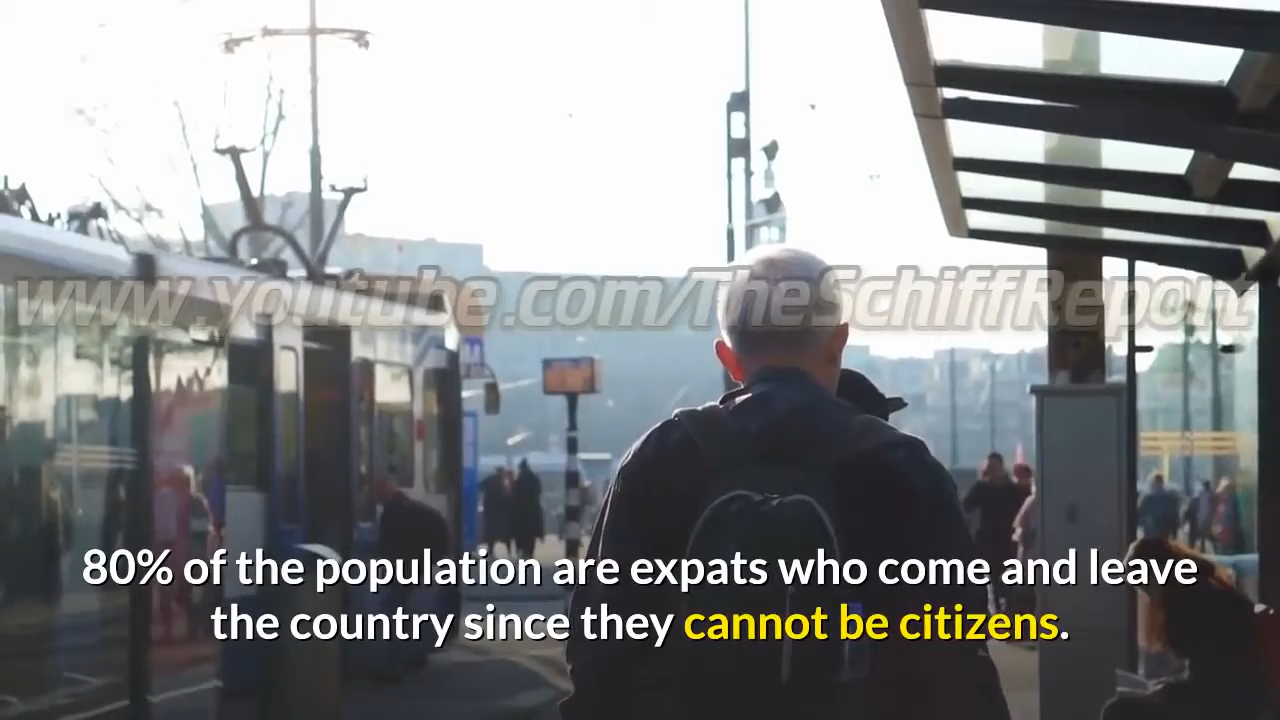 www.youtube.com/TheSchiffReport
80% of the population are expats who come and leave
the country since they cannot be citizens.